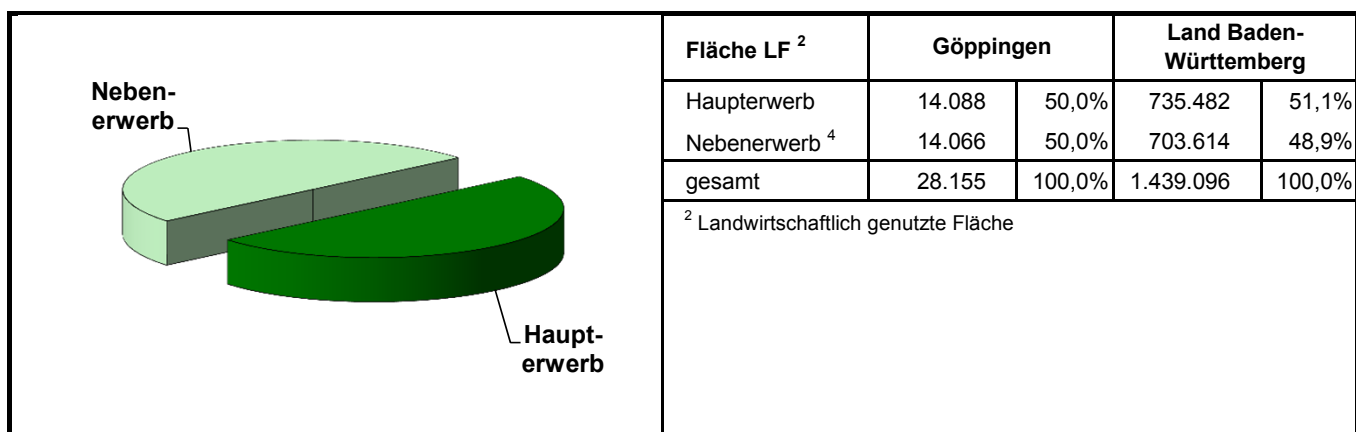 Neben-
erwerb
Haupt-
erwerb
Fläche LF ² Göppingen Land Baden-
Württemberg
Haupterwerb 14.088 50,0% 735.482 51,1%
Nebenerwerb ⁴ 14.066 50,0% 703.614 48,9%
gesamt 28.155 100,0% 1.439.096 100,0%
² Landwirtschaftlich genutzte Fläche